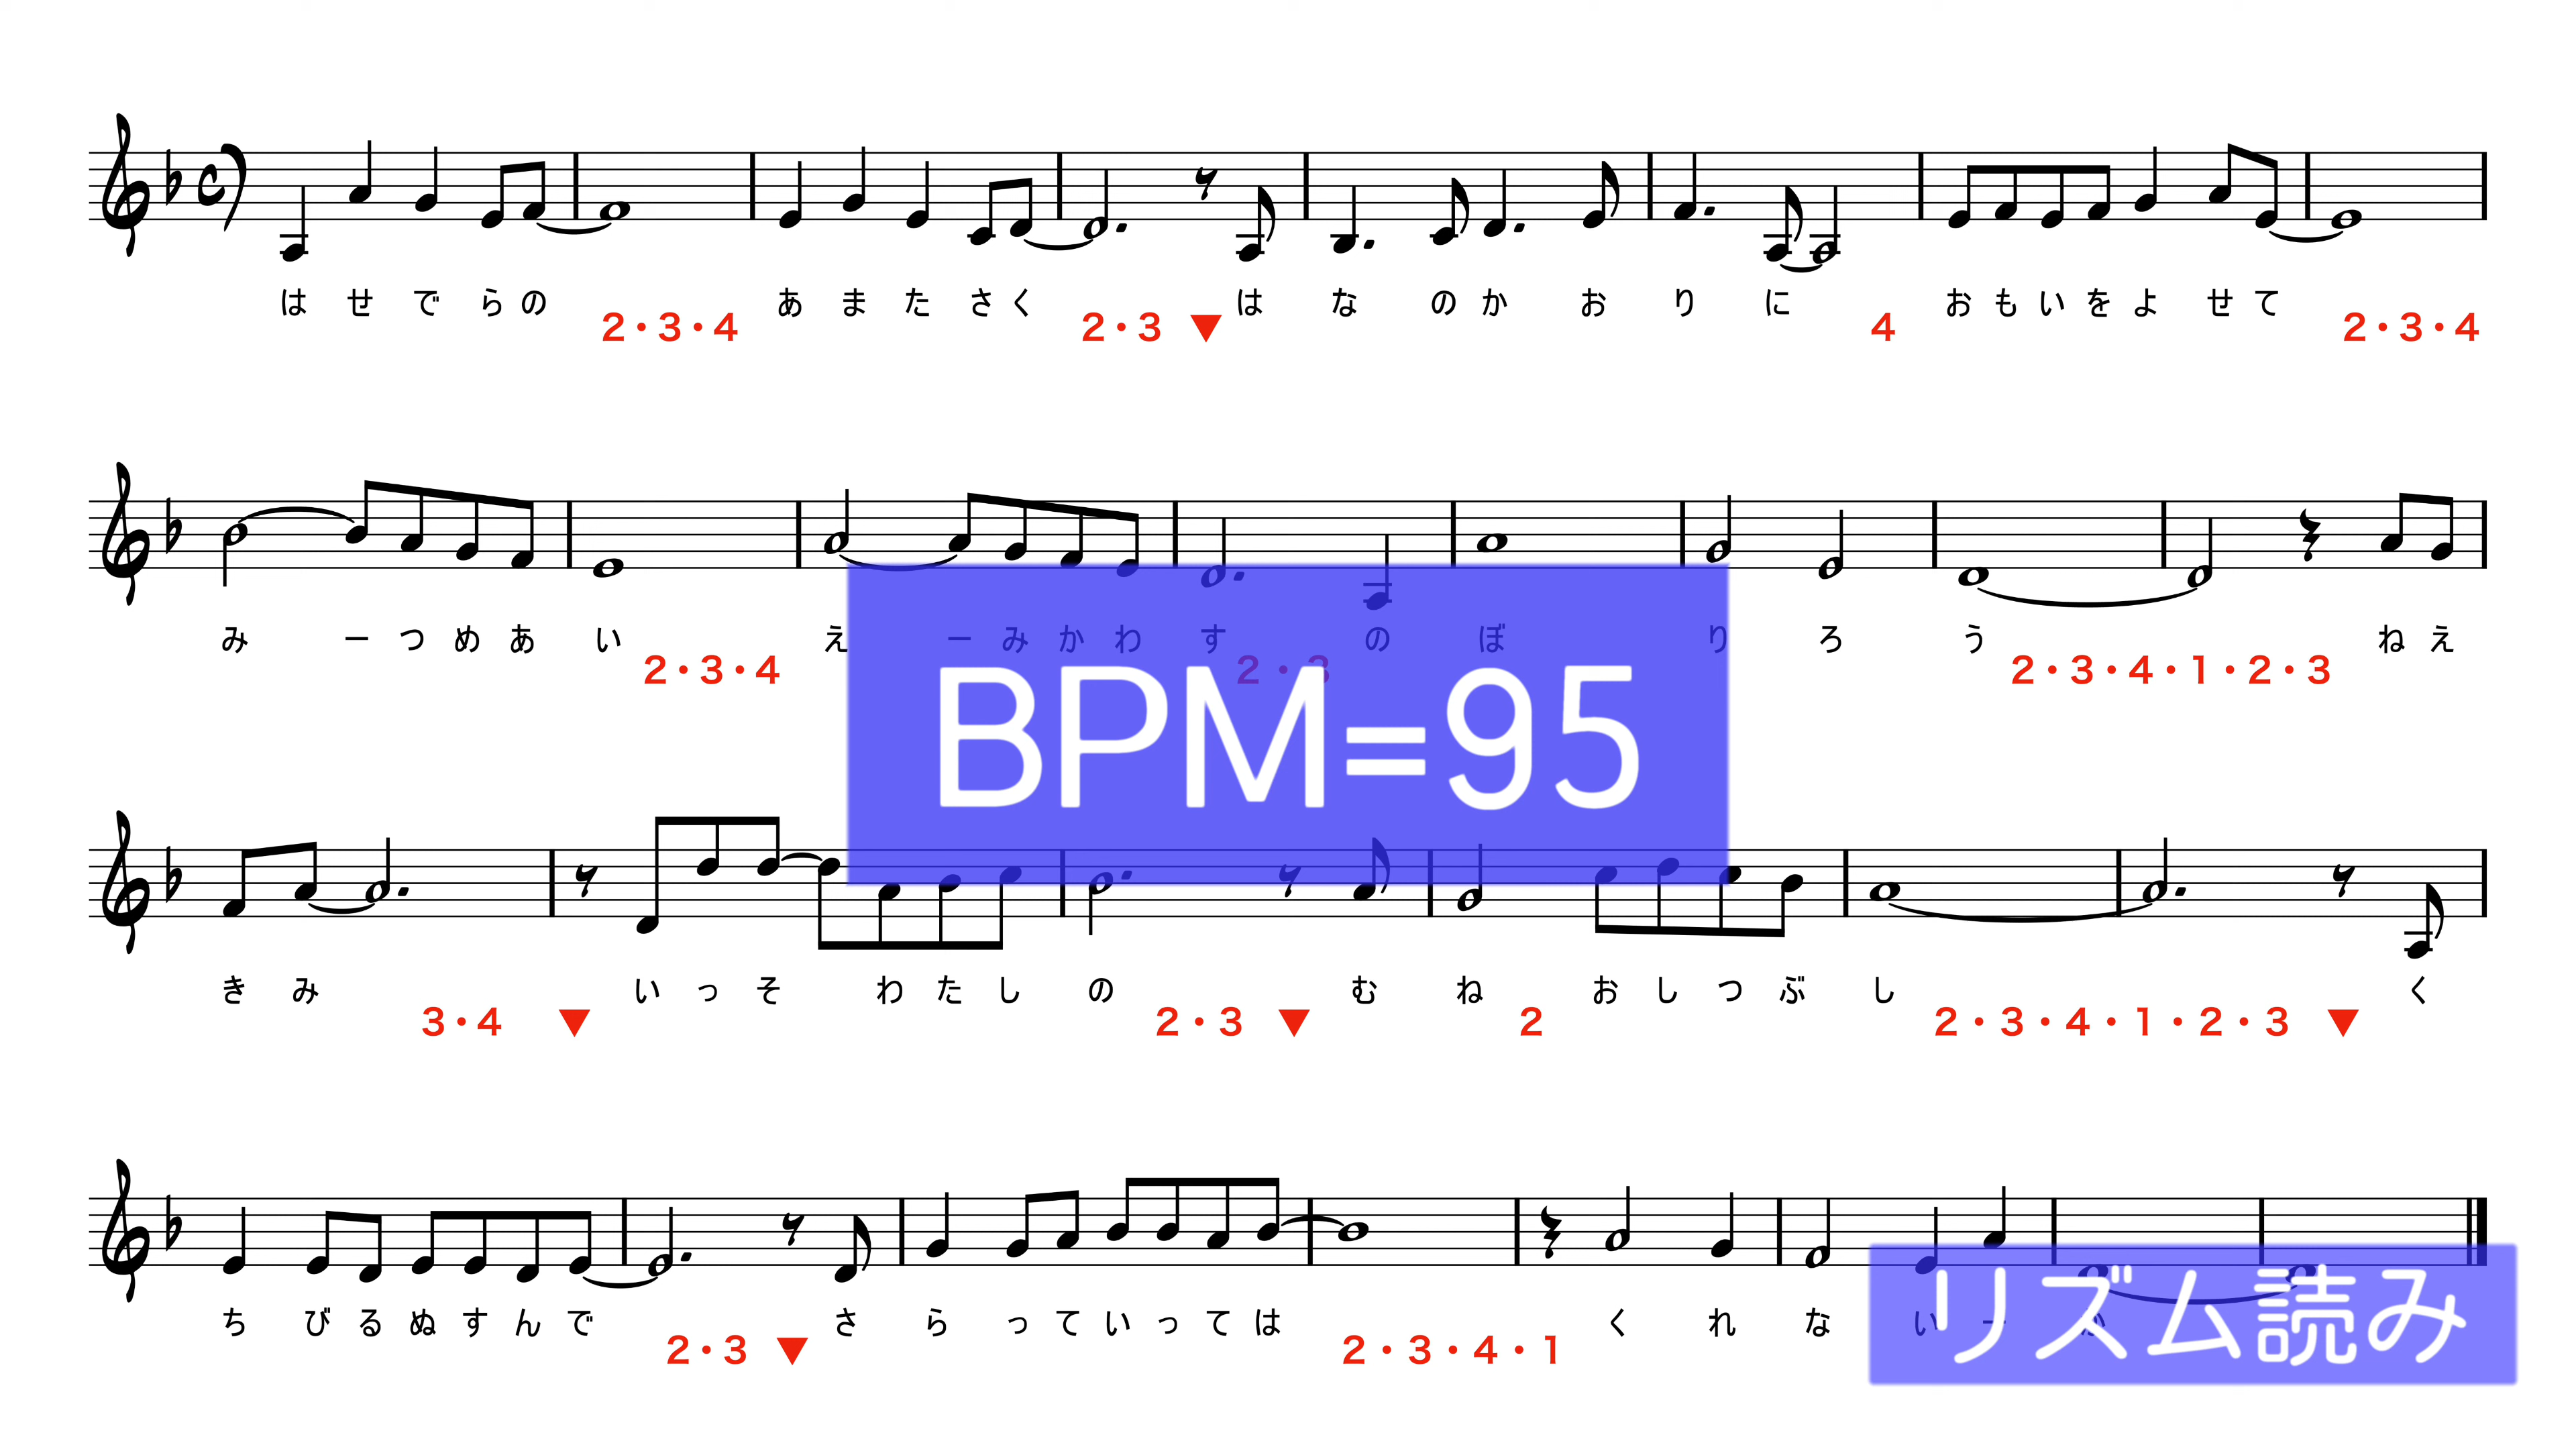 は せ で ら の あ ま た さ く は な の か お り に お も い を よ せ て
2・3・4 2・3 ▼ 4 2・3・4
み ー つ め あ い え ー み か わ す の ぼ り ろ う ね え
2・3・4 2・3 2・3・4・1・2・3
BPM=95
き み い っ そ わ た し の む ね お し つ ぶ し く
3・4 ▼ 2・3 ▼ 2 2・3・4・1・2・3 ▼
ち び る ぬ す ん で さ ら っ て い っ て は く れ な い ー か
2・3 ▼ 2・3・4・1
リズム読み